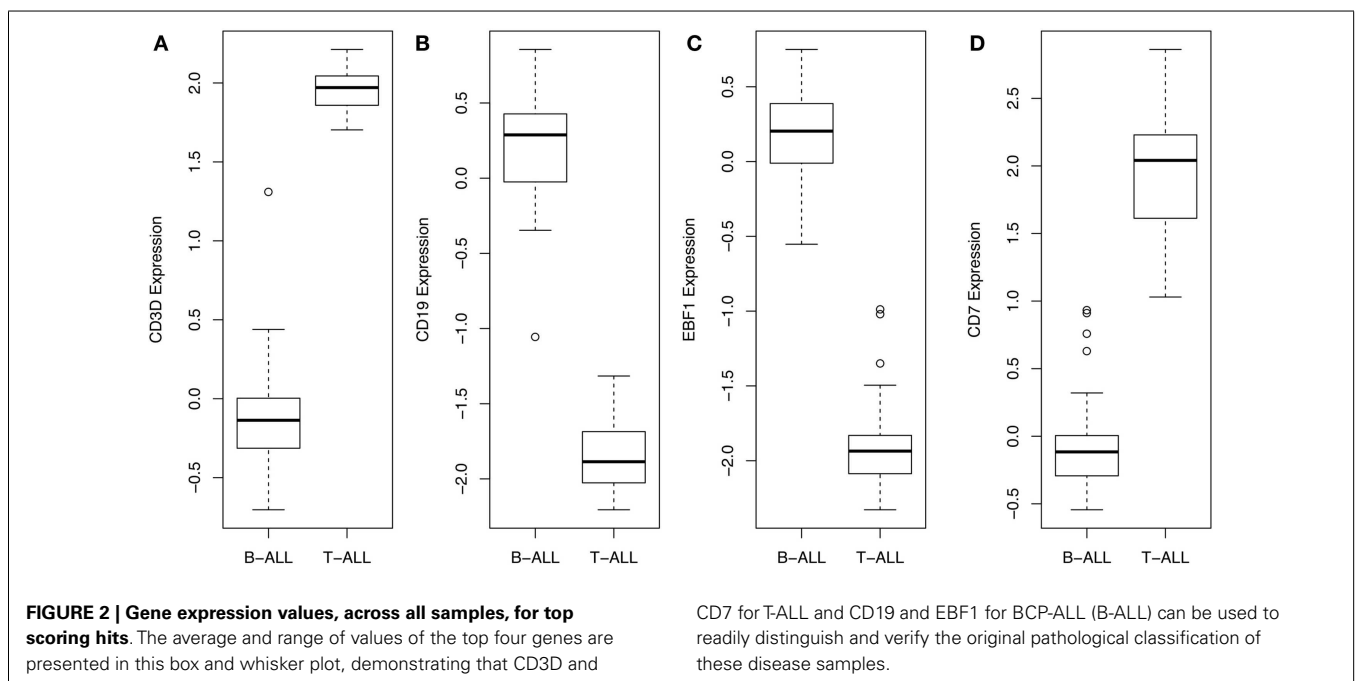 A
CD3D Expression
2.0
1.5
1.0
0.5
0.0
−0.5
B−ALL T−ALL
B
CD19 Expression
0.5
0.0
−0.5
−1.0
−1.5
−2.0
B−ALL T−ALL
C
EBF1 Expression
0.5
0.0
−0.5
−1.0
−1.5
−2.0
B−ALL T−ALL
D
CD7 Expression
2.5
2.0
1.5
1.0
0.5
0.0
−0.5
B−ALL T−ALL
FIGURE 2 | Gene expression values, across all samples, for top
scoring hits. The average and range of values of the top four genes are
presented in this box and whisker plot, demonstrating that CD3D and
CD7 for T-ALL and CD19 and EBF1 for BCP-ALL (B-ALL) can be used to
readily distinguish and verify the original pathological classification of
these disease samples.